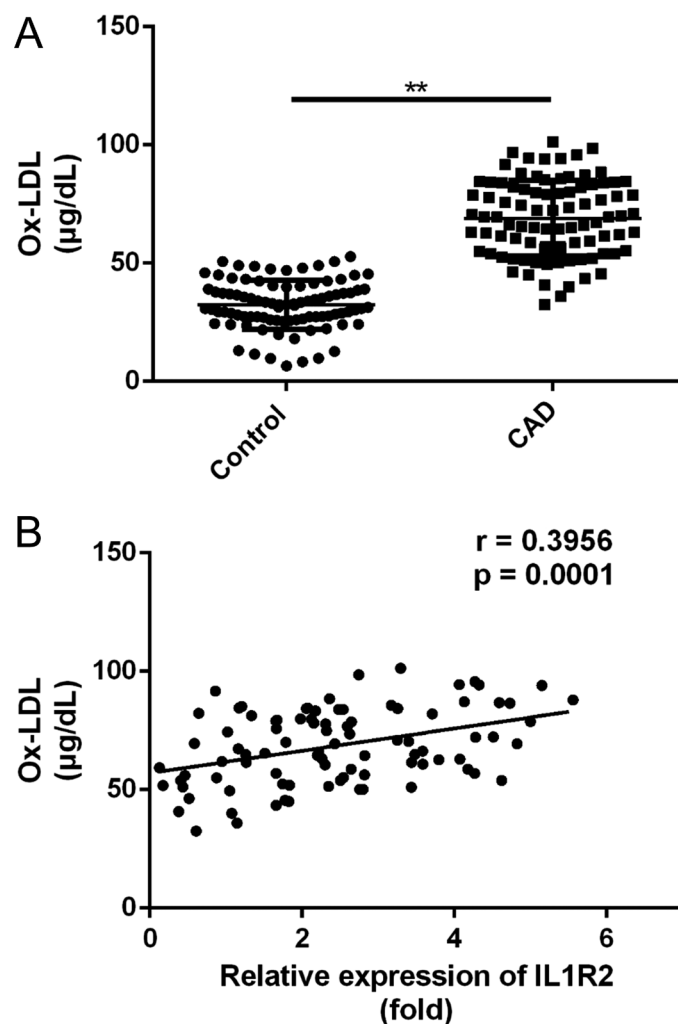 A
150
100
50
0
Ox-LDL
(µg/dL)
**
Control
CAD
B
150
100
50
0
Ox-LDL
(µg/dL)
r = 0.3956
p = 0.0001
0 2 4 6
Relative expression of IL1R2
(fold)